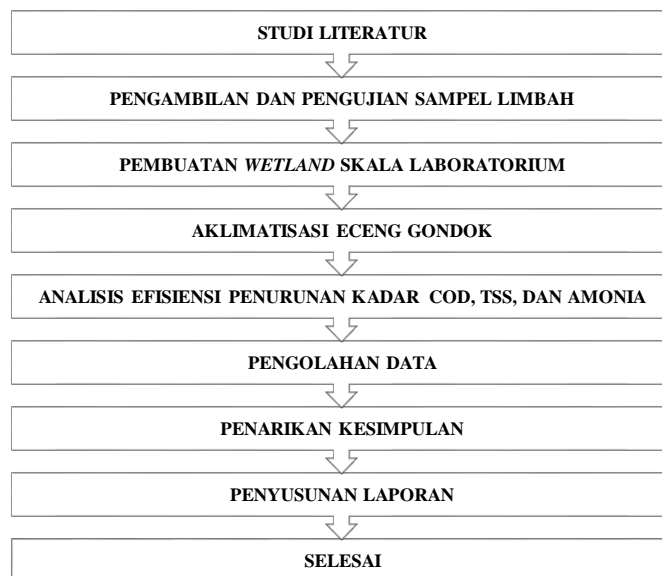 STUDI LITERATUR
PENGAMBILAN DAN PENGUJIAN SAMPEL LIMBAH
PEMBUATAN WETLAND SKALA LABORATORIUM
AKLIMATISASI ECENG GONDOK
ANALISIS EFISIENSI PENURUNAN KADAR COD, TSS, DAN AMONIA
PENGOLAHAN DATA
PENARIKAN KESIMPULAN
PENYUSUNAN LAPORAN
SELESAI